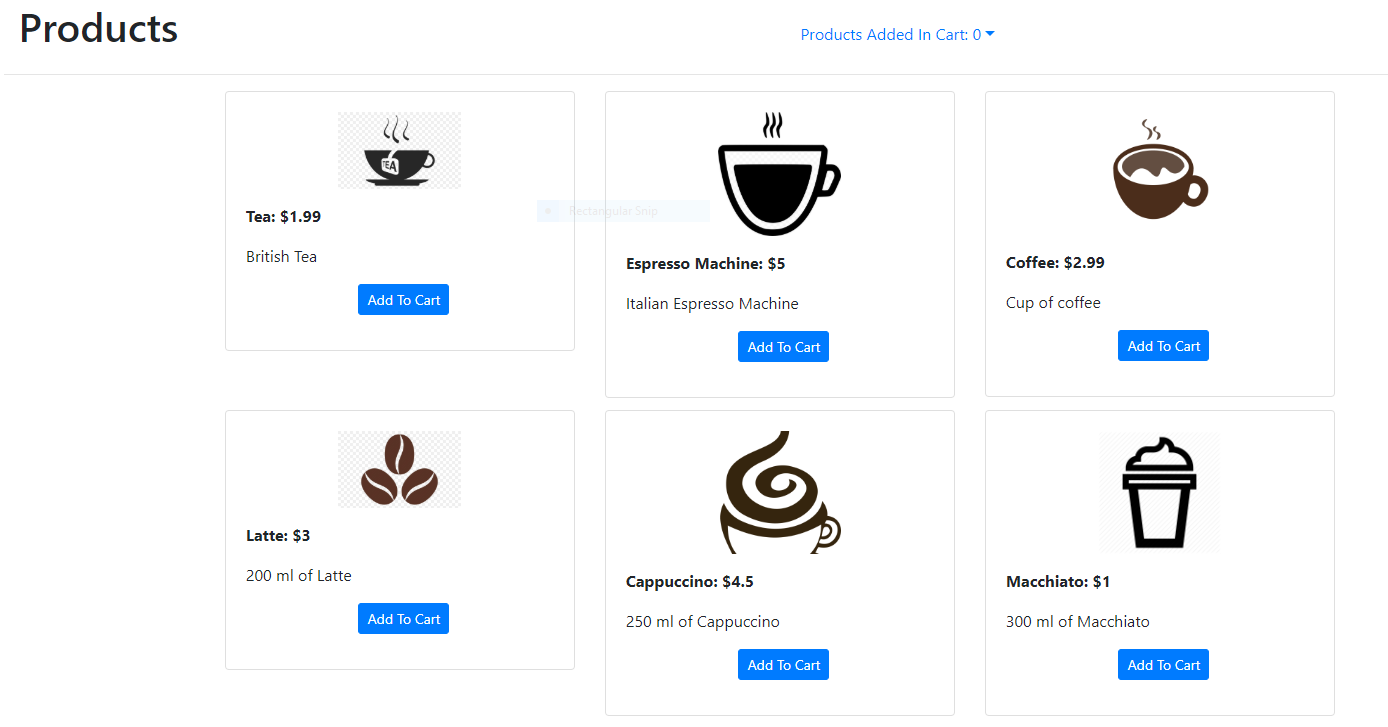 Products
Products Added In Cart: 0
TEA
Tea: $1.99
British Tea
Add To Cart
Rectangular Snip
Espresso Machine: $5
Italian Espresso Machine
Add To Cart
Coffee: $2.99
Cup of coffee
Add To Cart
Latte: $3
200 ml of Latte
Add To Cart
Cappuccino: $4.5
250 ml of Cappuccino
Add To Cart
Macchiato: $1
300 ml of Macchiato
Add To Cart